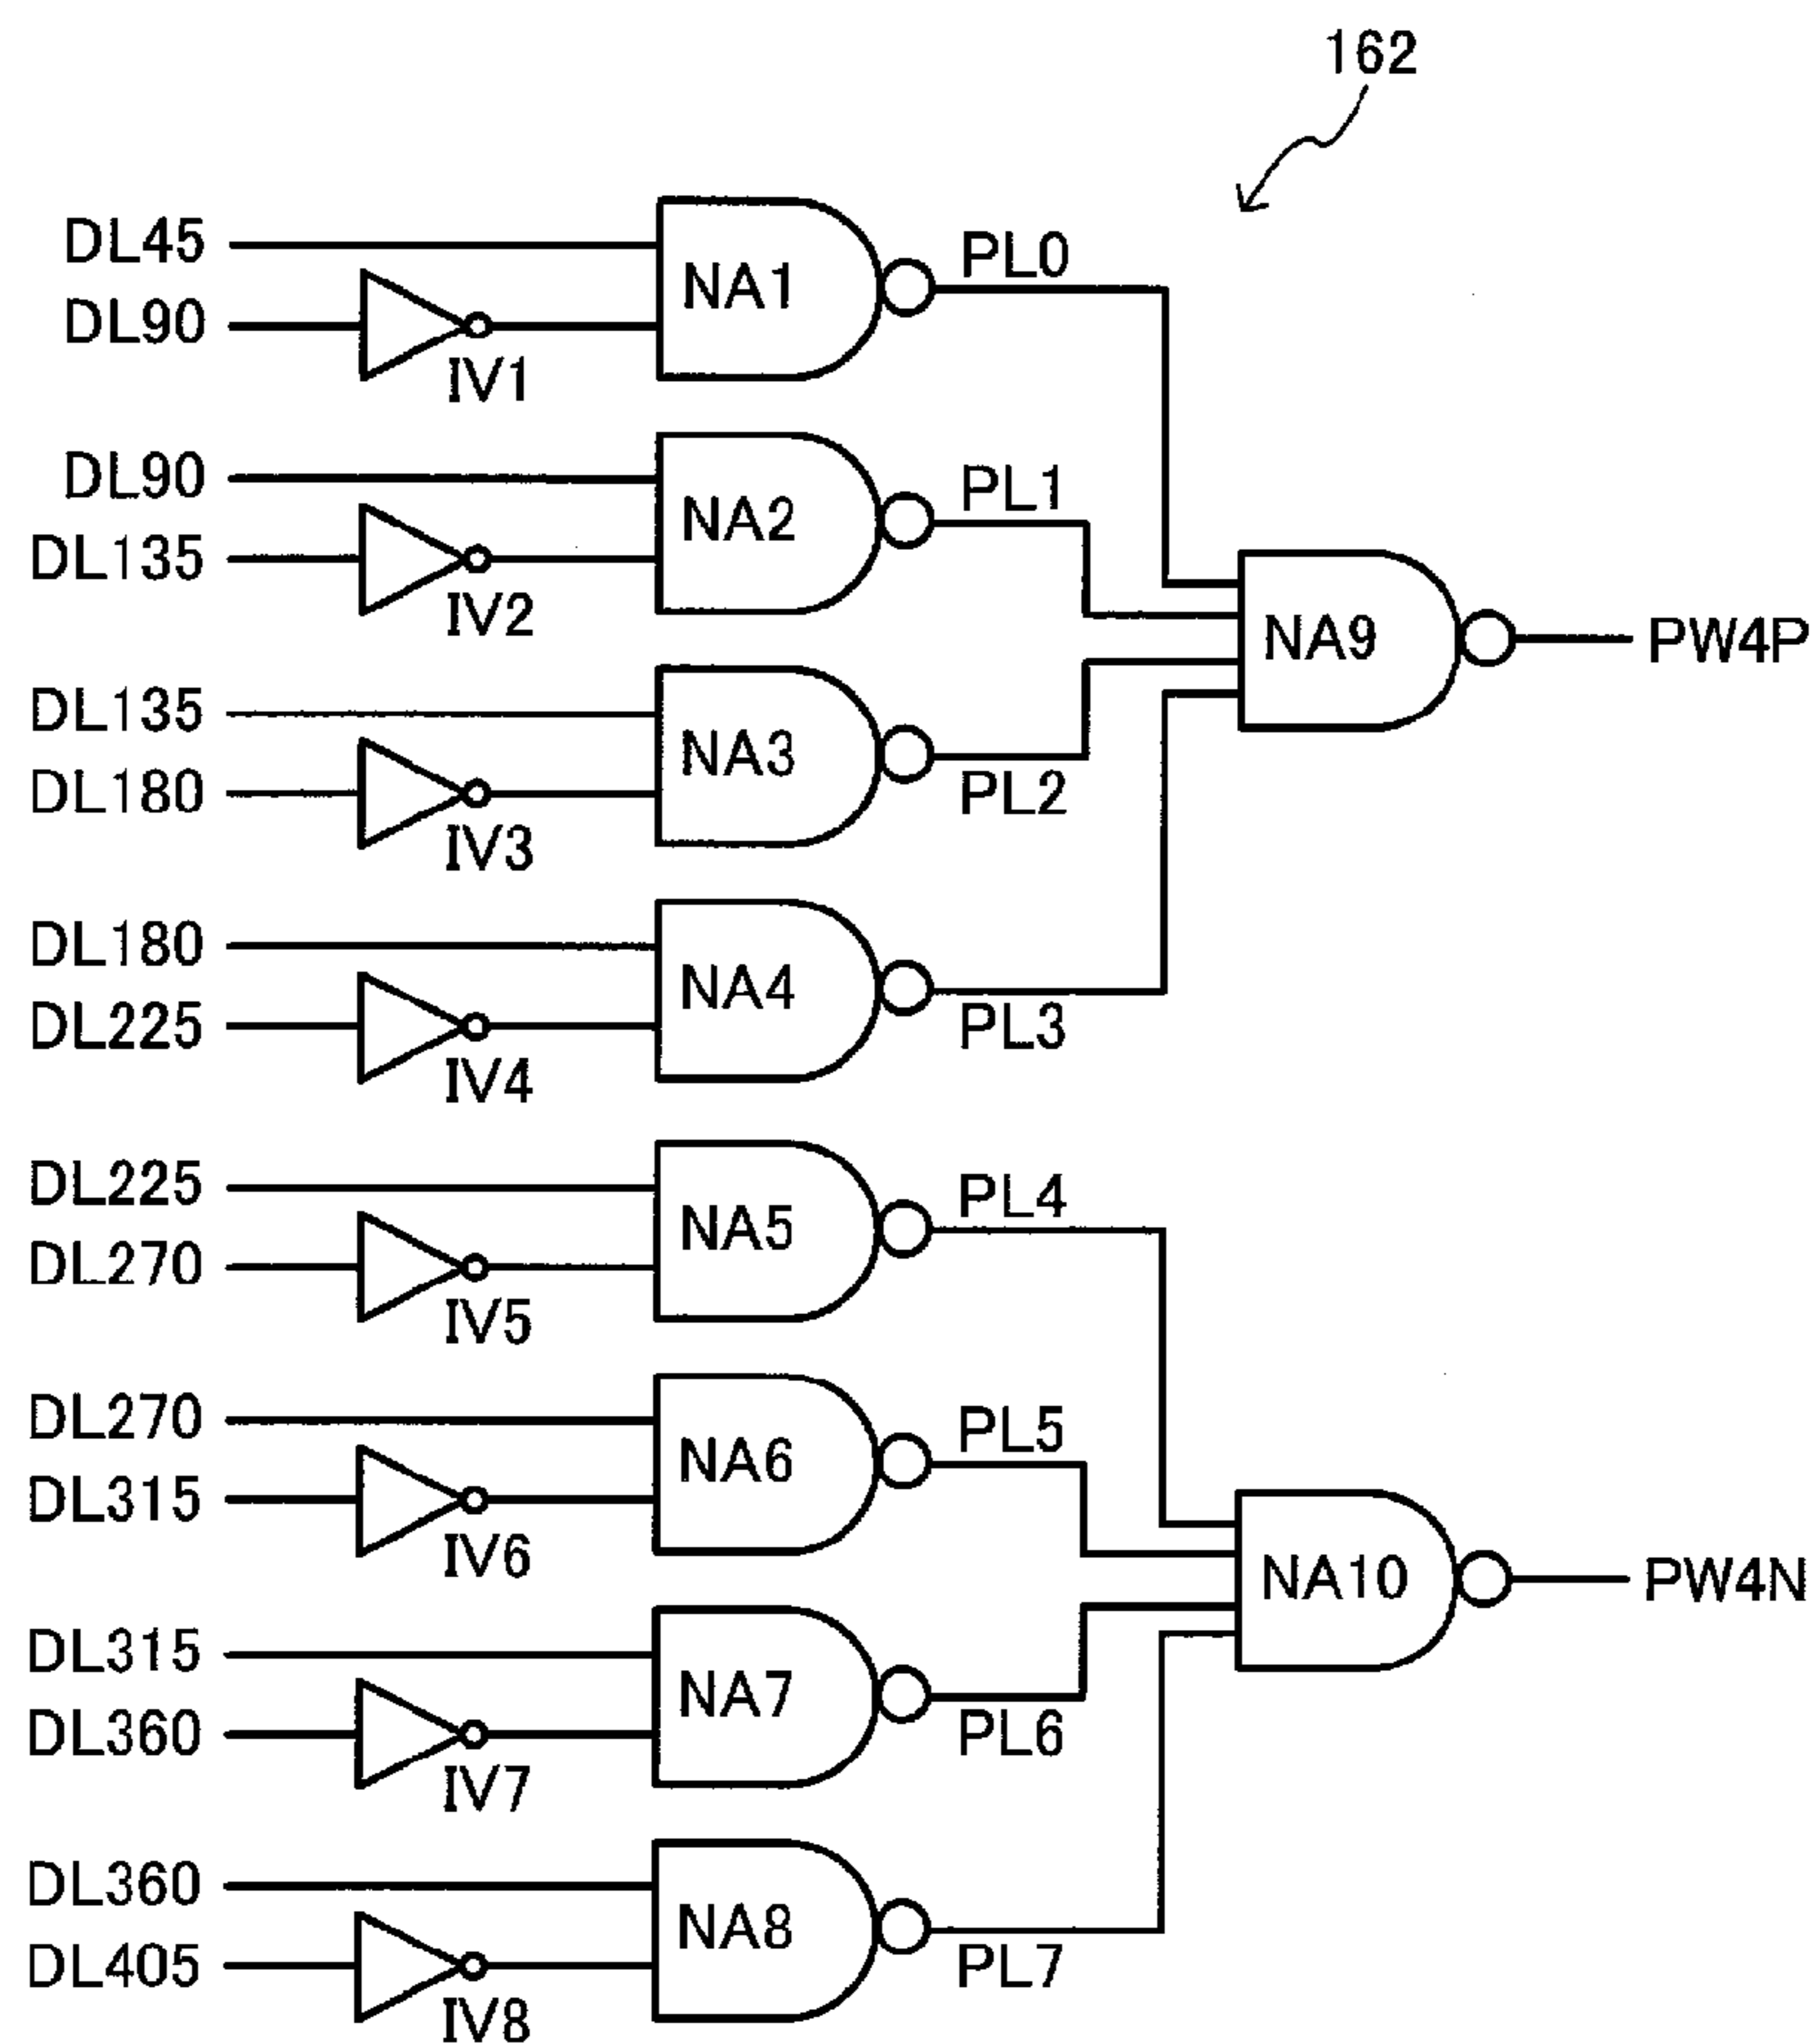 162
DL45
DL90
IV1
NA1
PL0
DL90
DL135
IV2
NA2
PL1
DL135
DL180
IV3
NA3
PL2
DL180
DL225
IV4
NA4
PL3
NA9
PW4P
DL225
DL270
IV5
NA5
PL4
DL270
DL315
IV6
NA6
PL5
DL315
DL360
IV7
NA7
PL6
DL360
DL405
IV8
NA8
PL7
NA10
PW4N